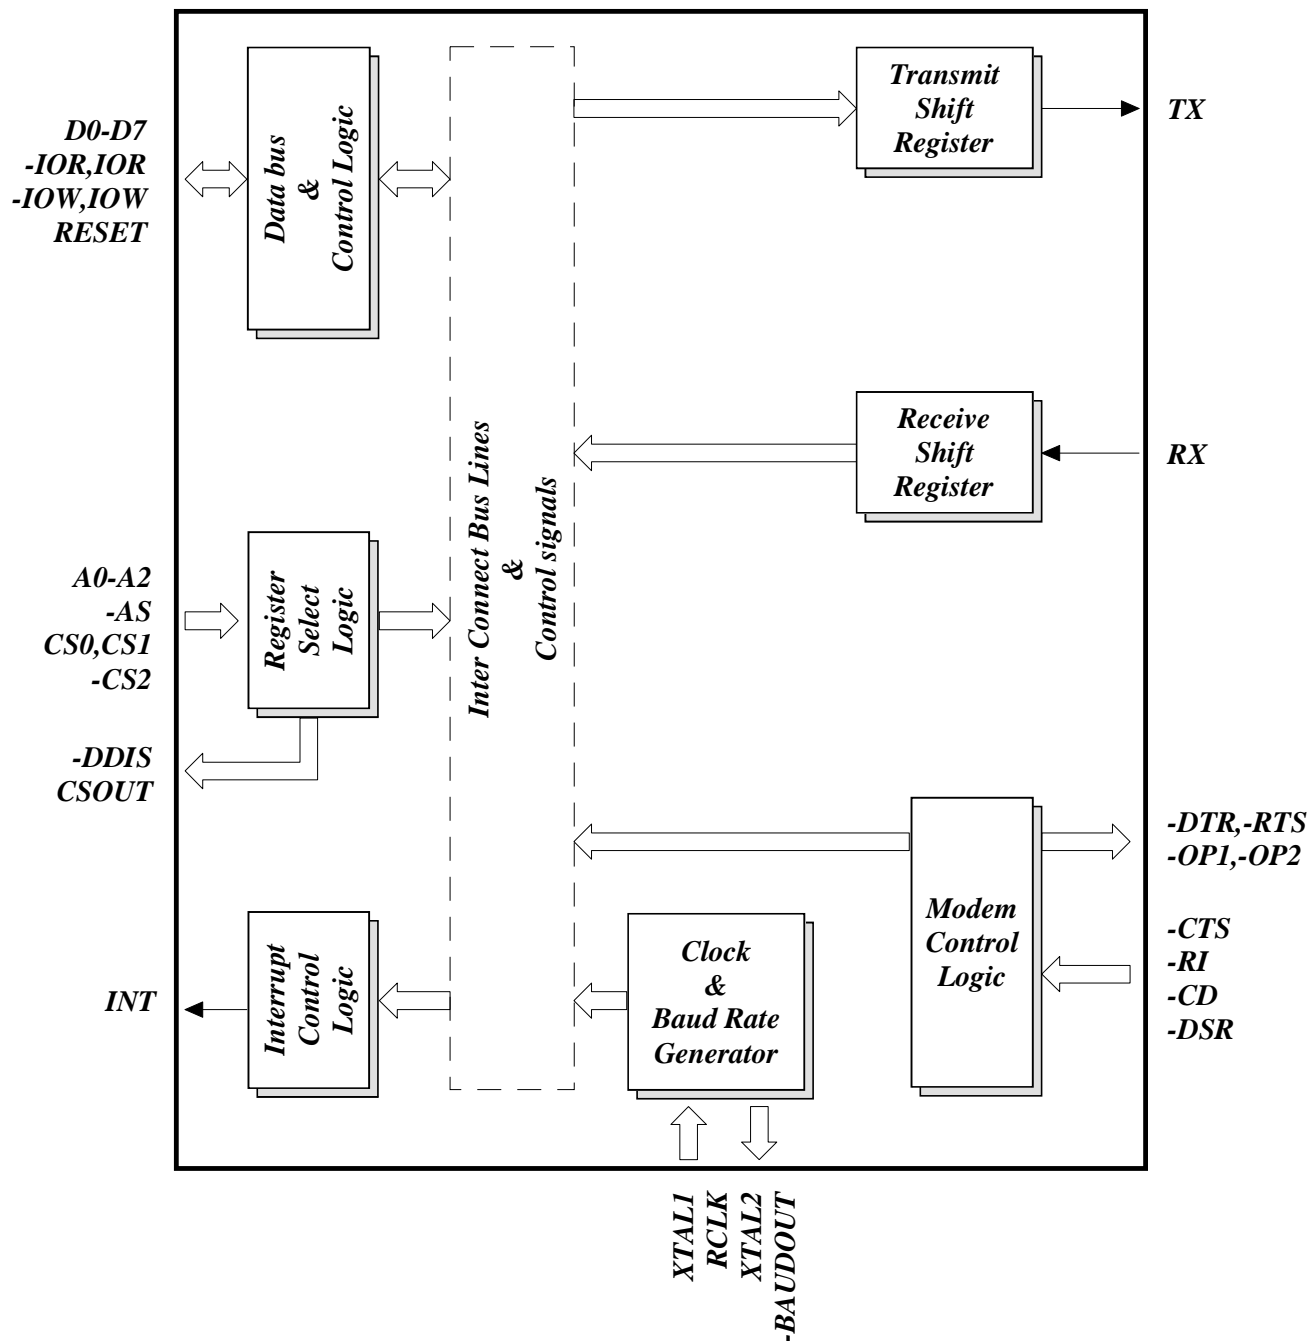 D0-D7
-IOR,IOR
-IOW,IOW
RESET
Data bus
&
Control Logic
A0-A2
-AS
CS0,CS1
-CS2
Register
Select
Logic
-DDIS
CSOUT
INT
Interrupt
Control
Logic
Inter Connect Bus Lines
&
Control signals
Transmit
Shift
Register
TX
Receive
Shift
Register
RX
Modem
Control
Logic
-DTR,-RTS
-OP1,-OP2
-CTS
-RI
-CD
-DSR
Clock
&
Baud Rate
Generator
XTAL1
RCLK
XTAL2
-BAUDOUT